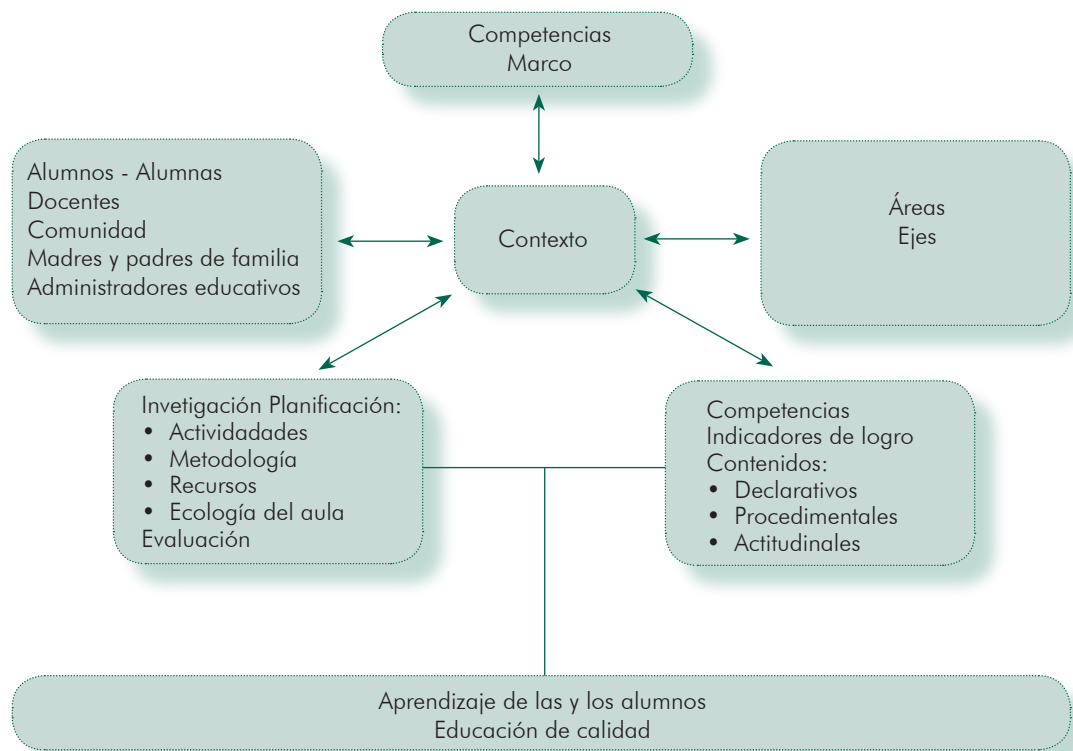 Competencias
Marco
Alumnos - Alumnas
Docentes
Comunidad
Madres y padres de familia
Administradores educativos
Contexto
Áreas
Ejes
Invetigación Planificación:
• Actividadades
• Metodología
• Recursos
• Ecología del aula
Evaluación
Competencias
Indicadores de logro
Contenidos:
• Declarativos
• Procedimentales
• Actitudinales
Aprendizaje de las y los alumnos
Educación de calidad